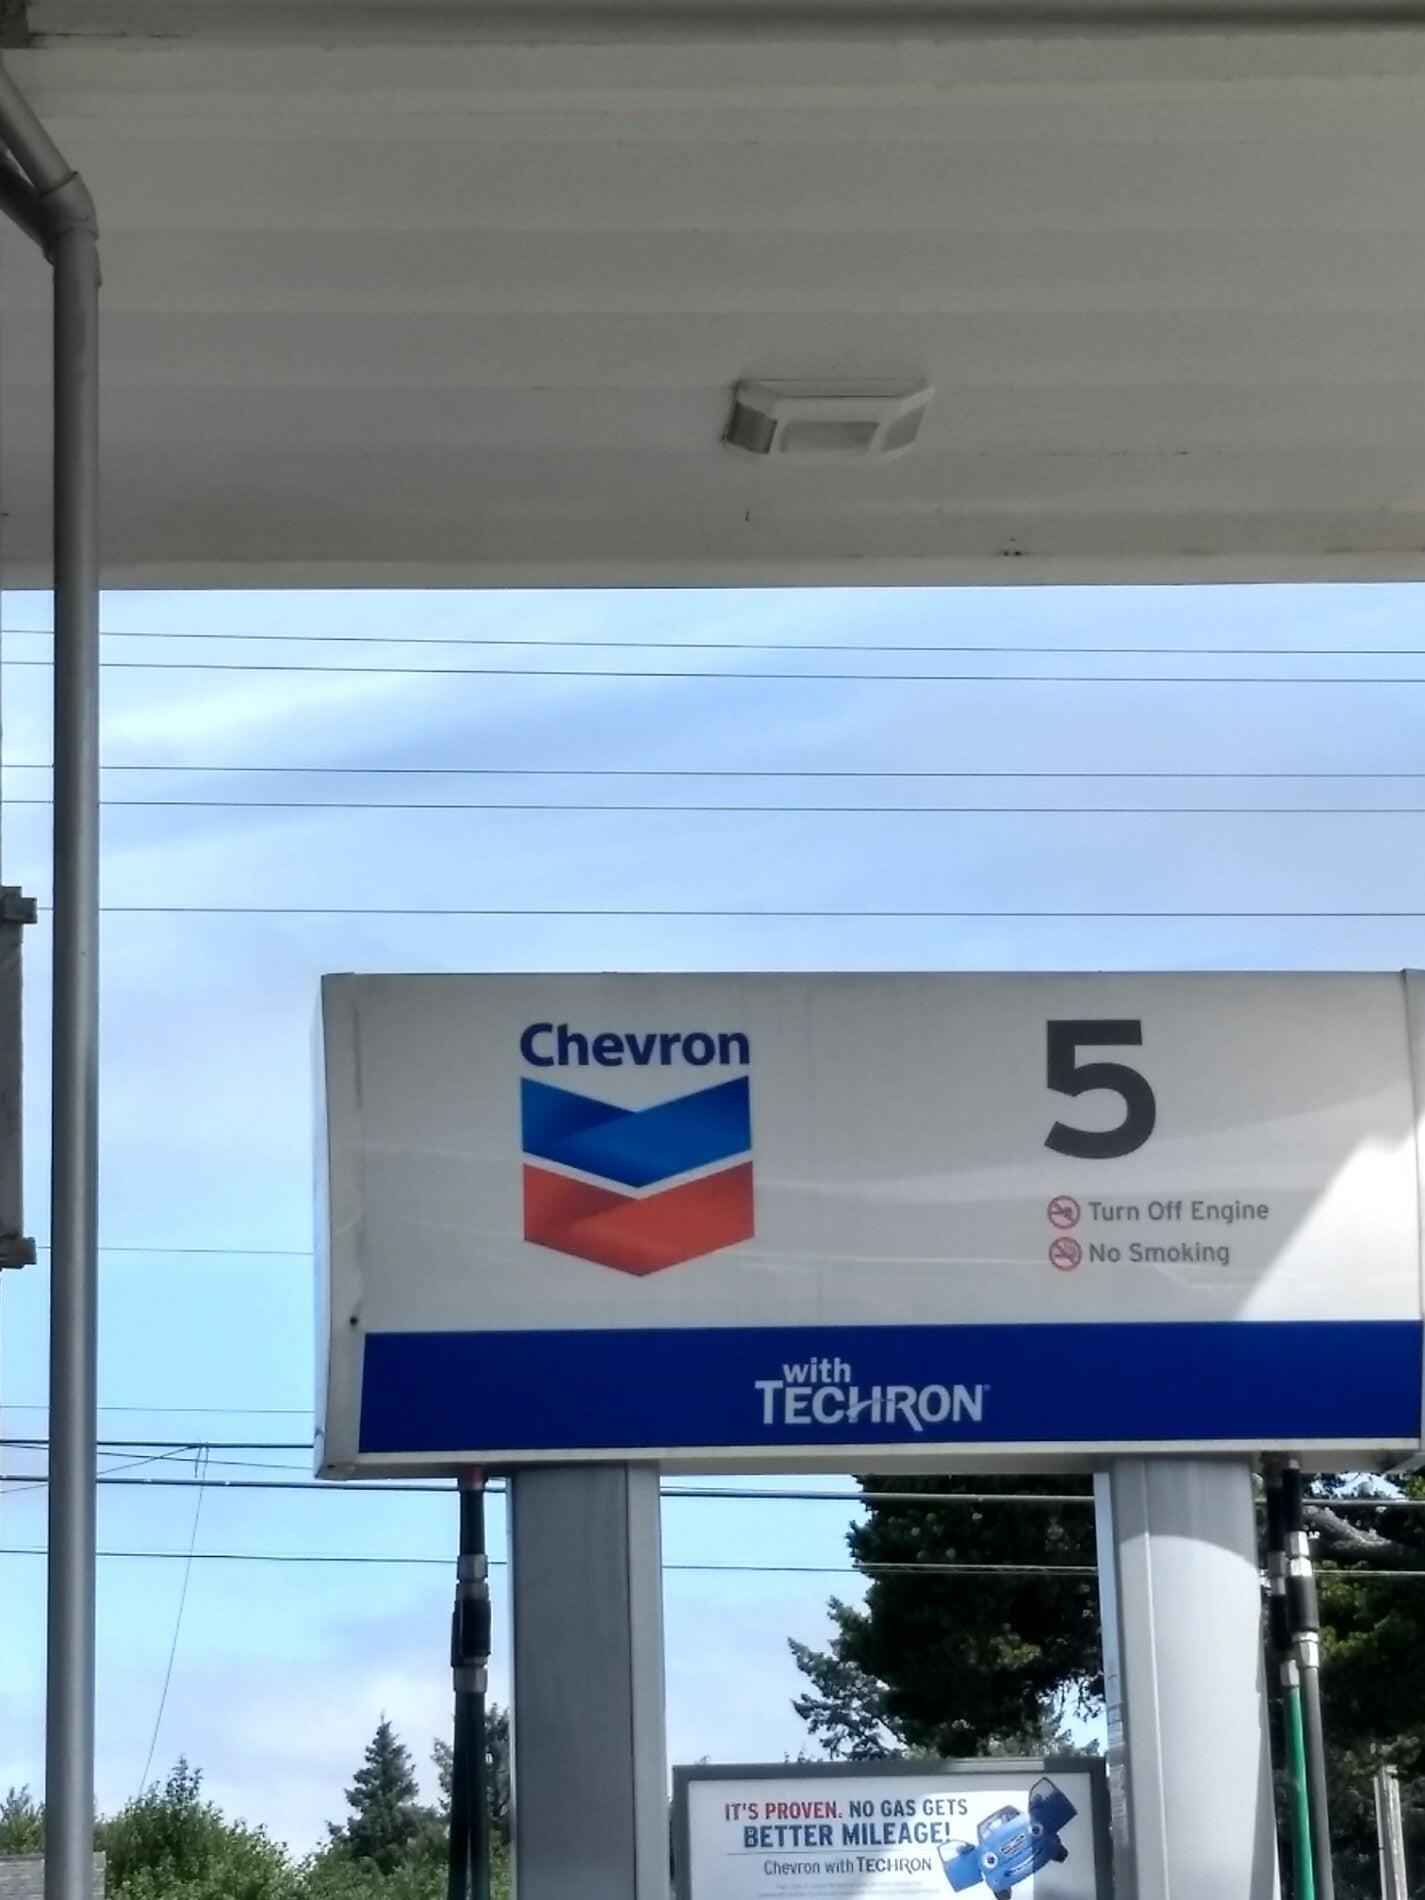 Chevron
5
Turn Off Engine
No Smoking
with
TECHRON
IT'S PROVEN. NO GAS GETS
BETTER MILEAGE!
Chevron with TECHRON